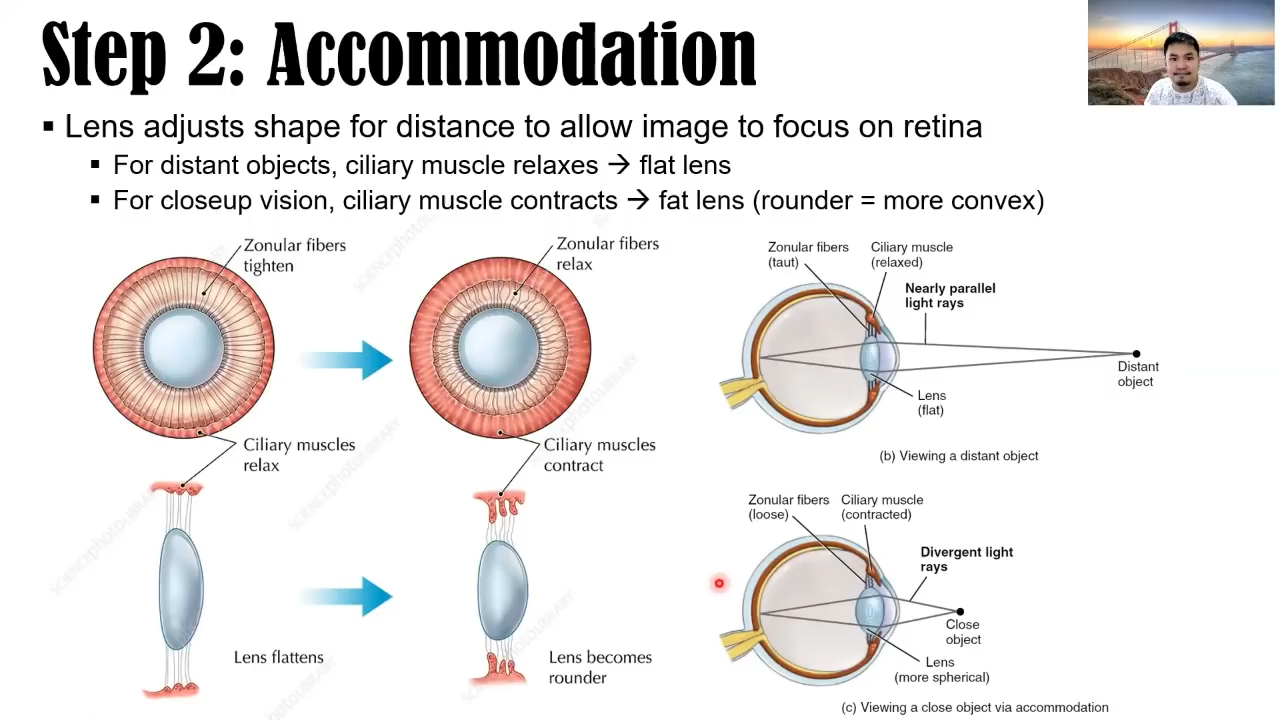 Step 2: Accommodation
▪ Lens adjusts shape for distance to allow image to focus on retina
▪ For distant objects, ciliary muscle relaxes → flat lens
▪ For closeup vision, ciliary muscle contracts → fat lens (rounder = more convex)
Zonular fibers
tighten
Ciliary muscles
relax
Lens flattens
Zonular fibers
relax
Ciliary muscles
contract
Lens becomes
rounder
Zonular fibers
(taut)
Ciliary muscle
(relaxed)
Nearly parallel
light rays
Distant
object
Lens
(flat)
(b) Viewing a distant object
Zonular fibers
(loose)
Ciliary muscle
(contracted)
Divergent light
rays
Close
object
Lens
(more spherical)
(c) Viewing a close object via accommodation
SCIENCEPHOTOLIBRARY
SCIENCEPHOTOLIBRARY
SCIENCEPHOTOLIBRARY